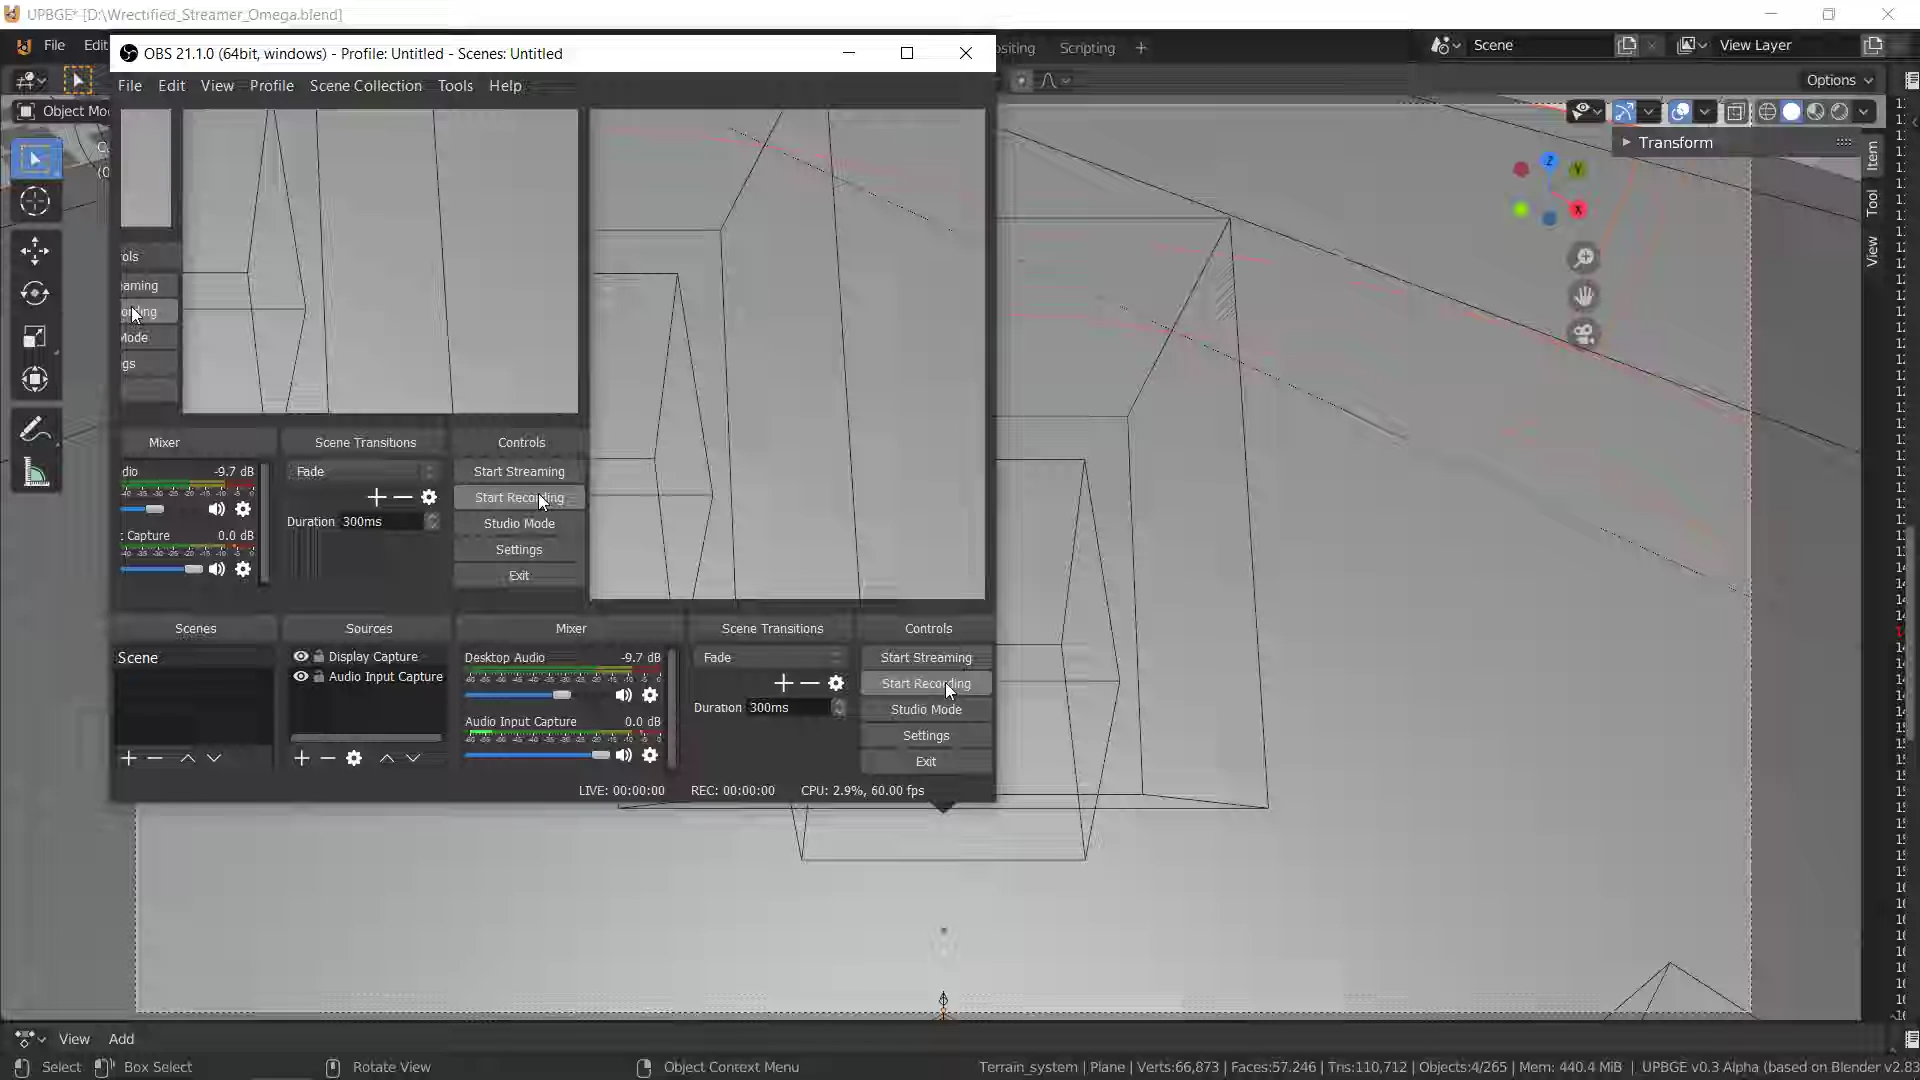 UPBGE* [D:\Wrectified_Streamer_Omega.blend]
File Edit
Scripting +
Scene
View Layer
OBS 21.1.0 (64bit, windows) - Profile: Untitled - Scenes: Untitled
File Edit View Profile Scene Collection Tools Help
Options
Transform
Item
Tool
View
Z
Y
X
Mixer
Scene Transitions
Controls
-9.7 dB
Fade
Duration 300ms
0.0 dB
Start Streaming
Start Recording
Studio Mode
Settings
Exit
Scenes
Sources
Mixer
Scene Transitions
Controls
Scene
Display Capture
Audio Input Capture
Desktop Audio -9.7 dB
Audio Input Capture 0.0 dB
Fade
Duration 300ms
Start Streaming
Start Recording
Studio Mode
Settings
Exit
LIVE: 00:00:00 REC: 00:00:00 CPU: 2.9%, 60.00 fps
View Add
Select Box Select Rotate View Object Context Menu
Terrain_system | Plane | Verts:66,873 | Faces:57.246 | Tris:110,712 | Objects:4/265 | Mem: 440.4 MiB | UPBGE v0.3 Alpha (based on Blender v2.83